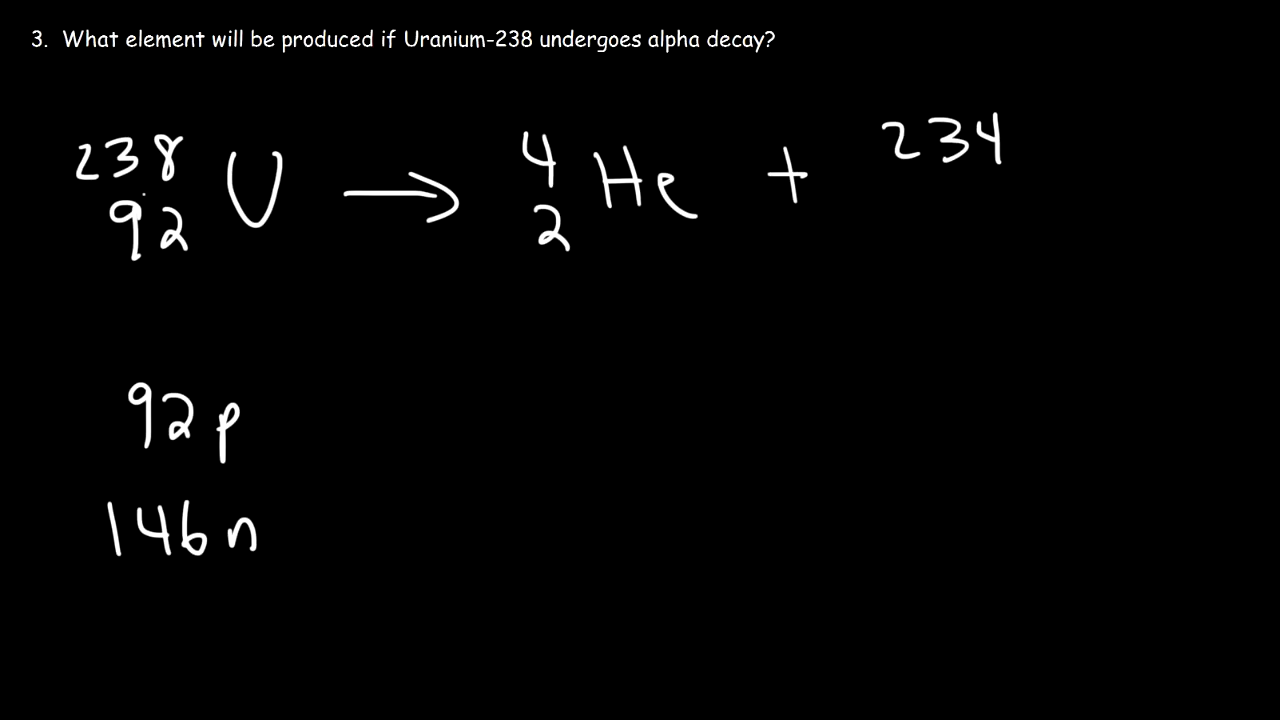 3. What element will be produced if Uranium-238 undergoes alpha decay?
238 4 234
92 U → 2 He +
92 p
146 n